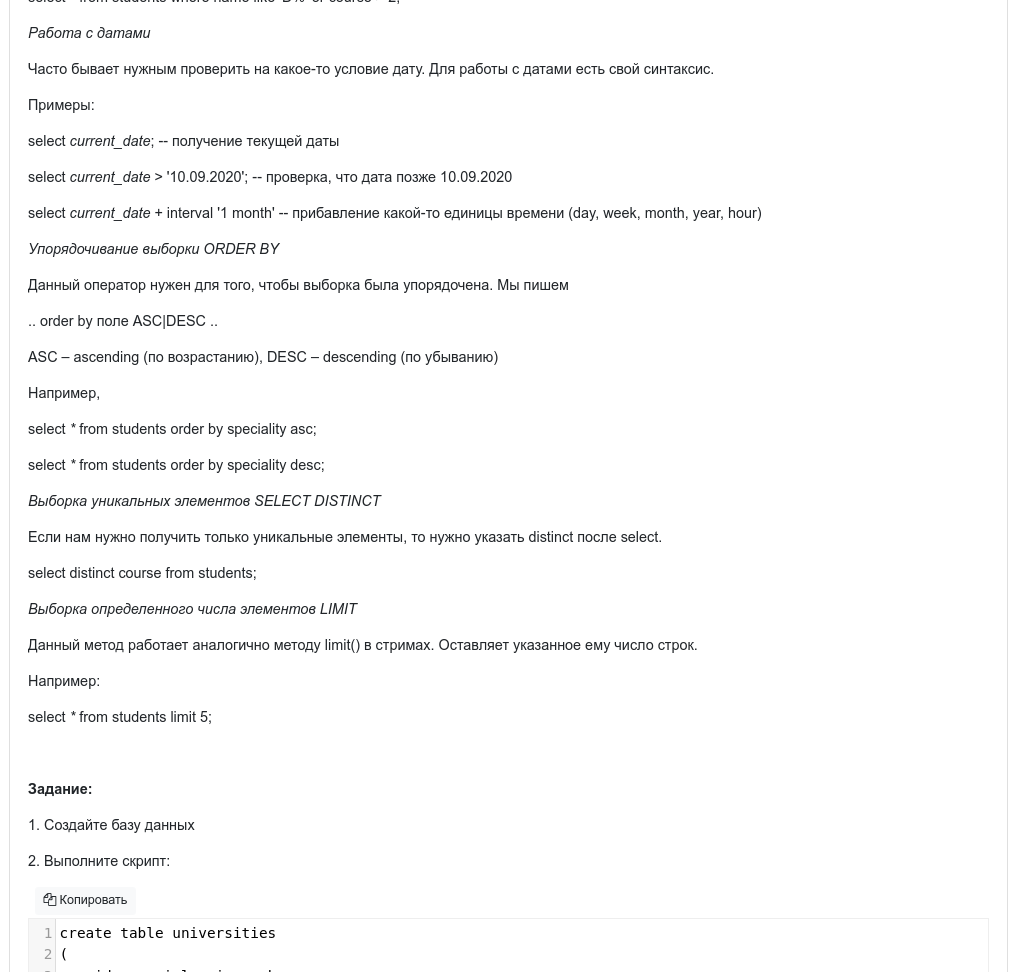 Работа с датами
Часто бывает нужным проверить на какое-то условие дату. Для работы с датами есть свой синтаксис.
Примеры:
select current_date; -- получение текущей даты
select current_date > '10.09.2020'; -- проверка, что дата позже 10.09.2020
select current_date + interval '1 month' -- прибавление какой-то единицы времени (day, week, month, year, hour)
Упорядочивание выборки ORDER BY
Данный оператор нужен для того, чтобы выборка была упорядочена. Мы пишем
.. order by поле ASC|DESC ..
ASC – ascending (по возрастанию), DESC – descending (по убыванию)
Например,
select * from students order by speciality asc;
select * from students order by speciality desc;
Выборка уникальных элементов SELECT DISTINCT
Если нам нужно получить только уникальные элементы, то нужно указать distinct после select.
select distinct course from students;
Выборка определенного числа элементов LIMIT
Данный метод работает аналогично методу limit() в стримах. Оставляет указанное ему число строк.
Например:
select * from students limit 5;
Задание:
1. Создайте базу данных
2. Выполните скрипт:
Копировать
1 create table universities
2 (